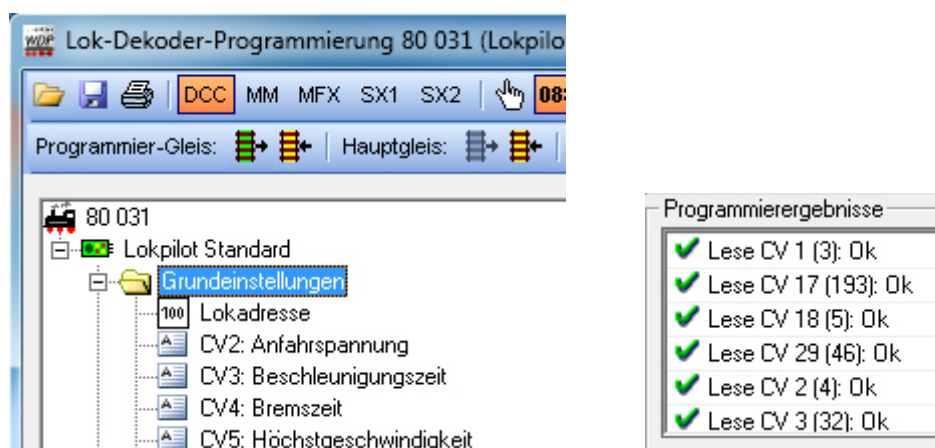 WDP Lok-Dekoder-Programmierung 80 031 (Lokpilo
DCC MM MFX SX1 SX2 08
Programmier-Gleis: Hauptgleis:
80 031
Lokpilot Standard
Grundeinstellungen
100 Lokadresse
CV2: Anfahrspannung
CV3: Beschleunigungszeit
CV4: Bremszeit
CV5: Höchstgeschwindigkeit
Programmierergebnisse
Lese CV 1 (3): Ok
Lese CV 17 (193): Ok
Lese CV 18 (5): Ok
Lese CV 29 (46): Ok
Lese CV 2 (4): Ok
Lese CV 3 (32): Ok